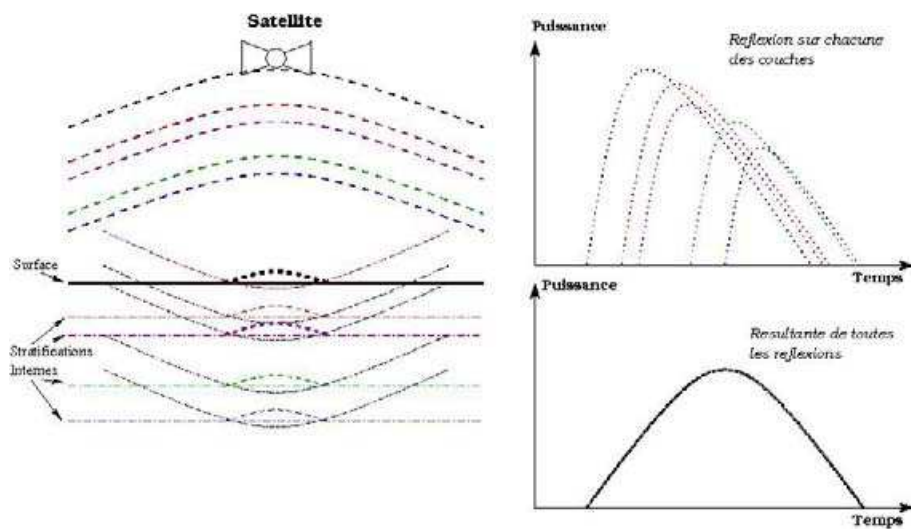 Satellite
Surface
Stratifications
Internes
Puissance
Reflexion sur chacune
des couches
Temps
Puissance
Resultante de toutes
les reflexions
Temps